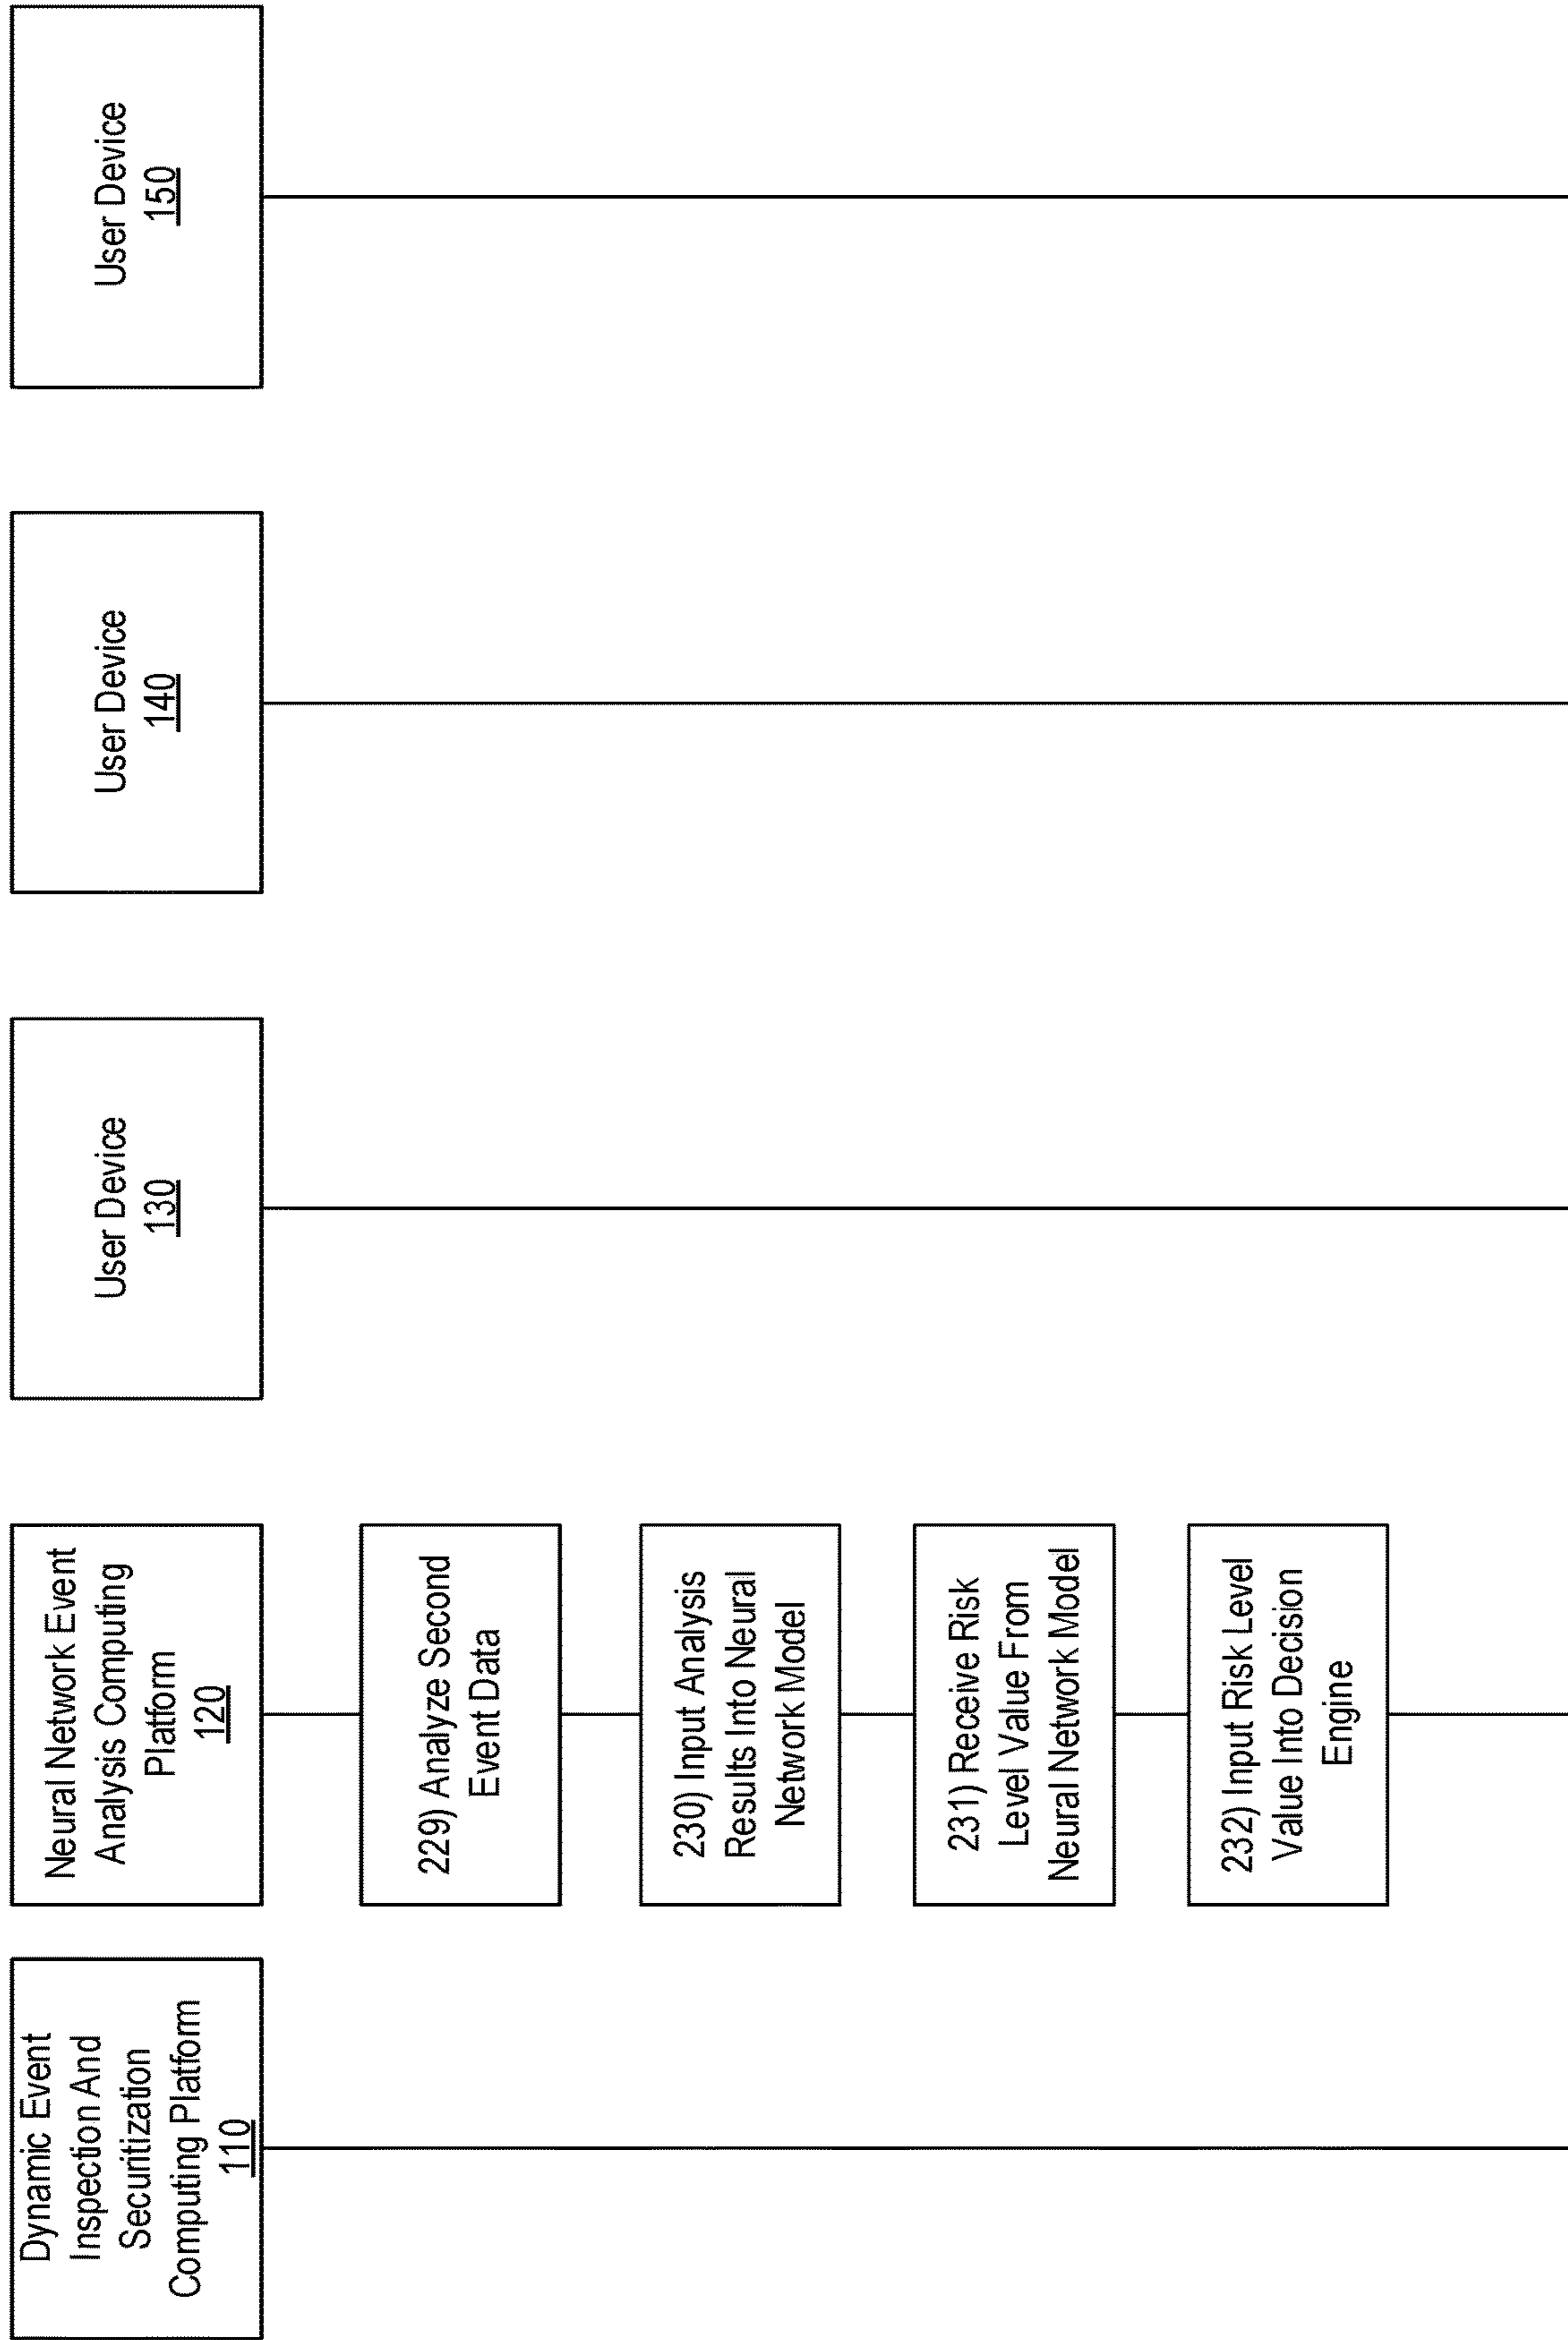 Dynamic Event
Inspection And
Securitization
Computing Platform
110
Neural Network Event
Analysis Computing
Platform
120
User Device
130
User Device
140
User Device
150
229) Analyze Second
Event Data
230) Input Analysis
Results Into Neural
Network Model
231) Receive Risk
Level Value From
Neural Network Model
232) Input Risk Level
Value Into Decision
Engine